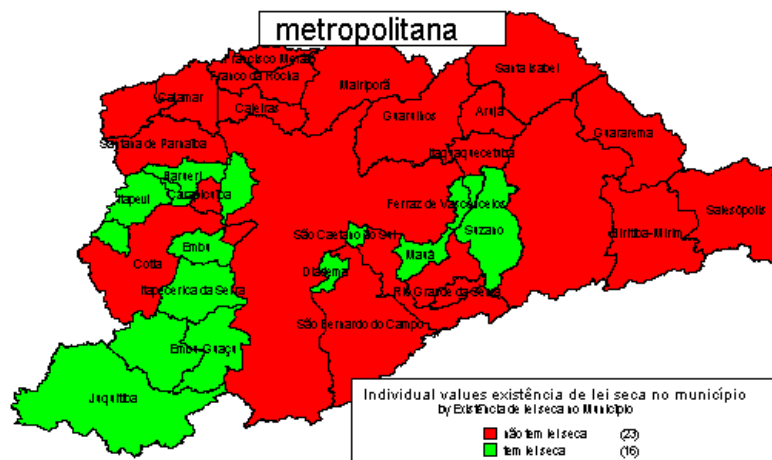 metropolitana
Francisco Morato
Franco da Rocha
Santa Isabel
Mairiporã
Cajamar
Caieiras
Guarulhos
Arujá
Guararema
Santana de Parnaíba
Itaquaquecetuba
Barueri
Carapicuíba
Itapevi
Ferraz de Vasconcelos
Salesópolis
São Caetano do Sul
Suzano
Biritiba-Mirim
Embu
Mauá
Cotia
Diadema
Itapecerica da Serra
Rio Grande da Serra
São Bernardo do Campo
Embu-Guaçu
Juquitiba
Individual values existência de lei seca no município
by Existência de lei seca no Município
não tem lei seca (23)
tem lei seca (16)